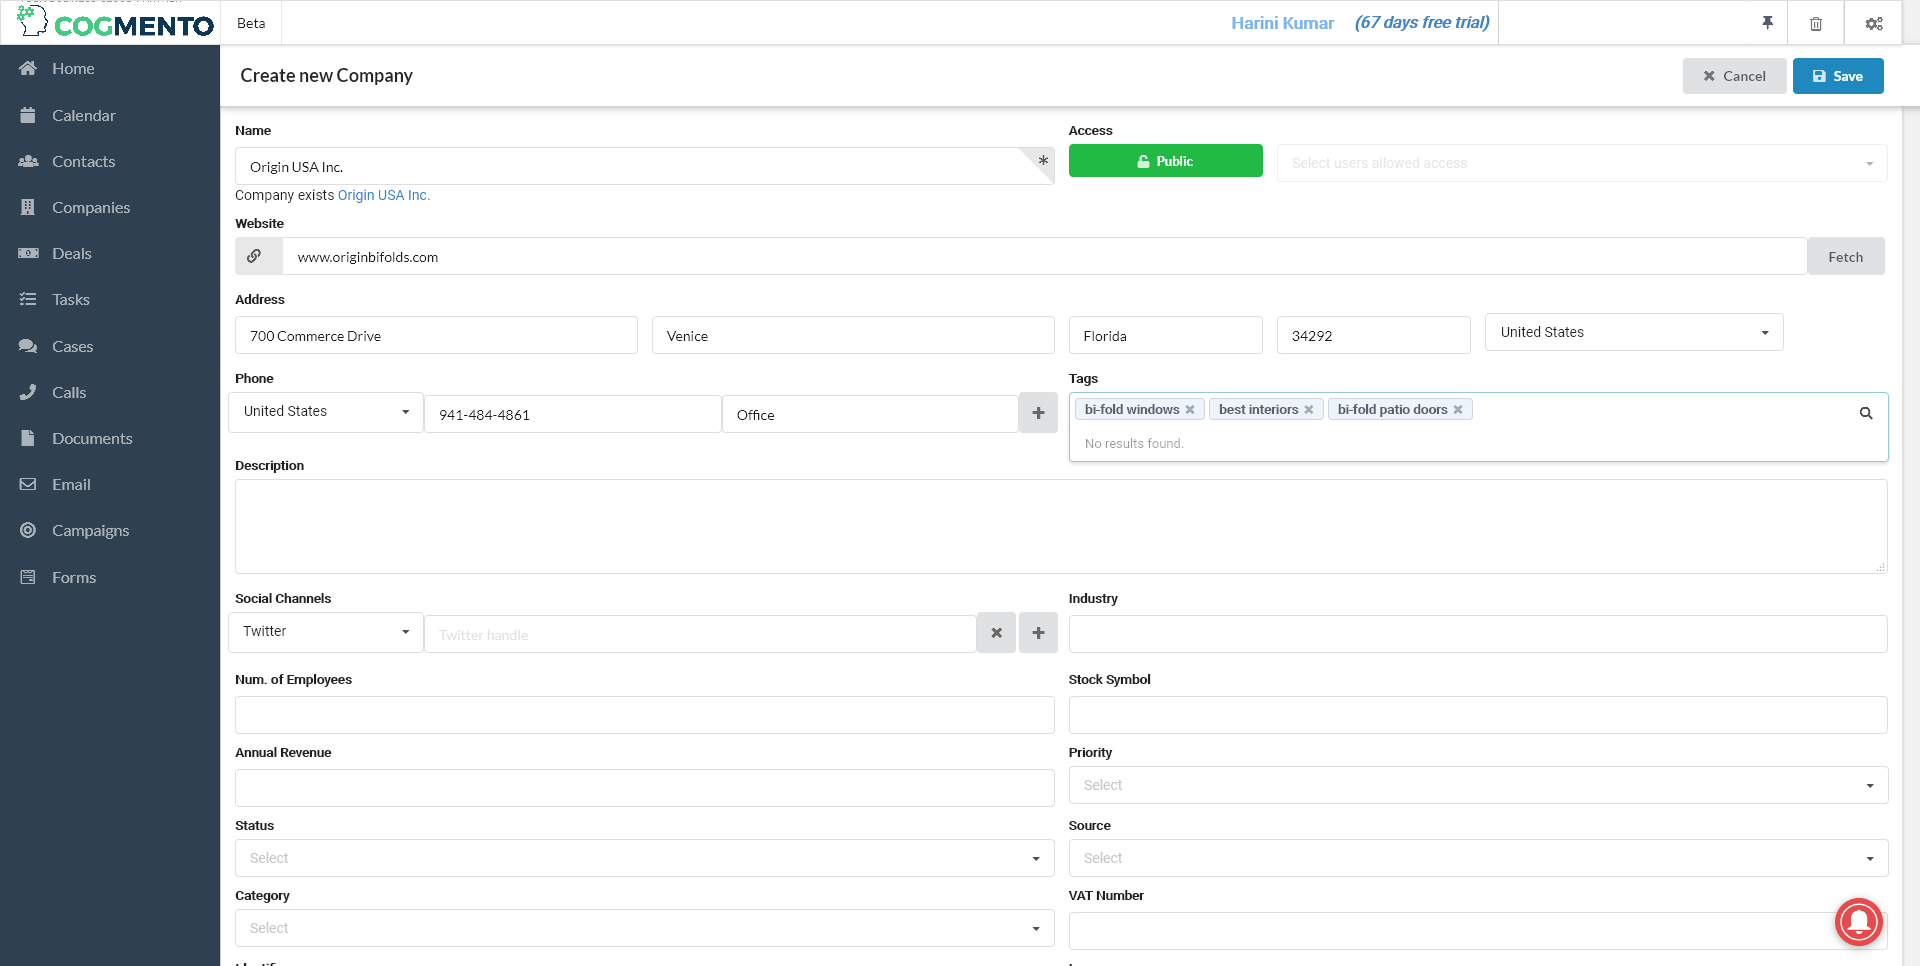 COGMENTO
Beta
Harini Kumar (67 days free trial)
Home
Calendar
Contacts
Companies
Deals
Tasks
Cases
Calls
Documents
Email
Campaigns
Forms
Create new Company
Cancel
Save
Name
Origin USA Inc.
*
Company exists Origin USA Inc.
Access
Public
Select users allowed access
Website
www.originbifolds.com
Fetch
Address
700 Commerce Drive
Venice
Florida
34292
United States
Phone
United States
941-484-4861
Office
Tags
bi-fold windows
best interiors
bi-fold patio doors
No results found.
Description
Social Channels
Twitter
Twitter handle
Industry
Num. of Employees
Stock Symbol
Annual Revenue
Priority
Select
Status
Select
Source
Select
Category
Select
VAT Number